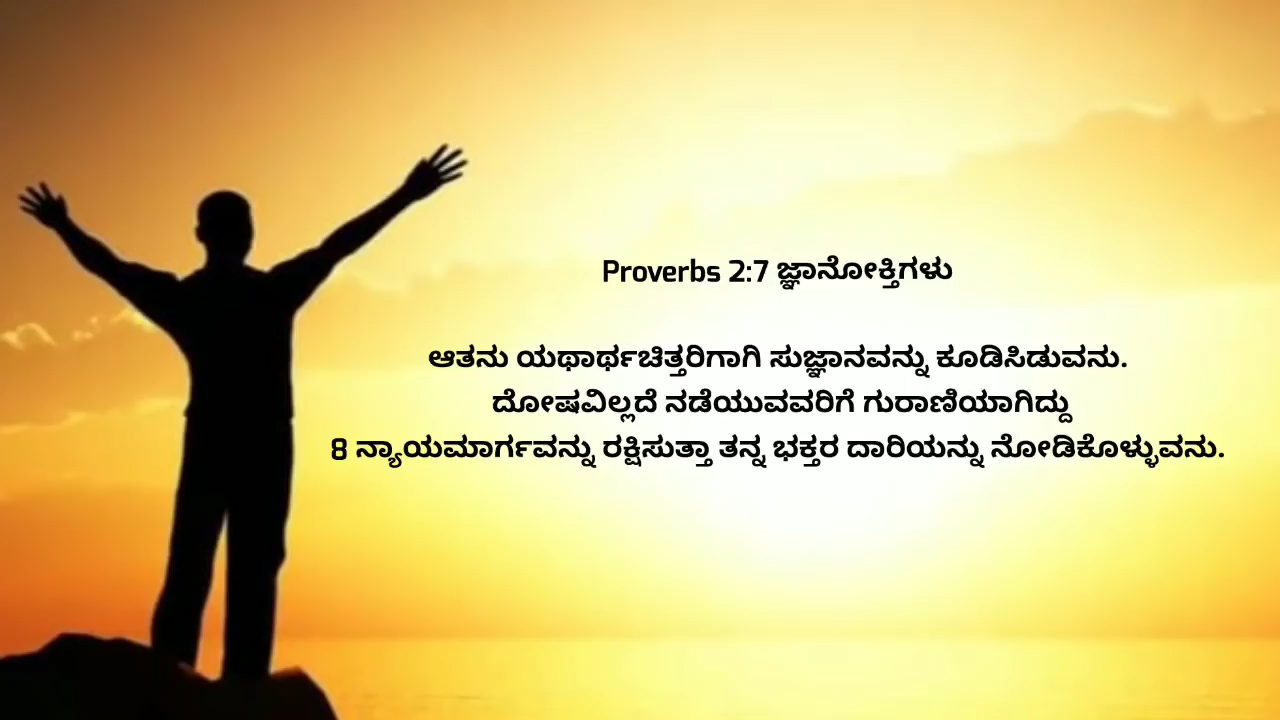 Proverbs 2:7 ಜ್ಞಾನೋಕ್ತಿಗಳು
ಆತನು ಯಥಾರ್ಥಚಿತ್ತರಿಗಾಗಿ ಸುಜ್ಞಾನವನ್ನು ಕೂಡಿಸಿಡುವನು.
ದೋಷವಿಲ್ಲದೆ ನಡೆಯುವವರಿಗೆ ಗುರಾಣಿಯಾಗಿದ್ದು
8 ನ್ಯಾಯಮಾರ್ಗವನ್ನು ರಕ್ಷಿಸುತ್ತಾ ತನ್ನ ಭಕ್ತರ ದಾರಿಯನ್ನು ನೋಡಿಕೊಳ್ಳುವನು.